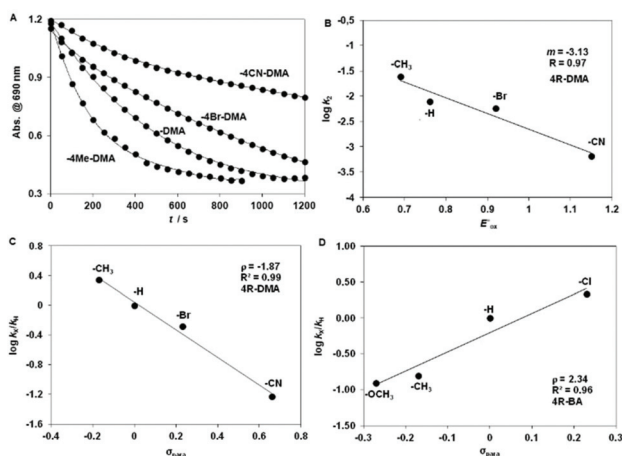 A
1.2
0.9
0.6
0.3
Abs. @ 690 nm
-4CN-DMA
-4Br-DMA
-DMA
-4Me-DMA
0 200 400 600 800 1000 1200
t / s
B
-0,5
-1
-1.5
-2
-2.5
-3
-3.5
-4
log k2
-CH3
-H
-Br
-CN
m = -3.13
R = 0.97
4R-DMA
0.6 0.7 0.8 0.9 1 1.1 1.2
E°ox
C
0.8
0.4
0
-0.4
-0.8
-1.2
-1.6
log kX/kH
-CH3
-H
-Br
-CN
ρ = -1.87
R² = 0.99
4R-DMA
-0.4 -0.2 0 0.2 0.4 0.6 0.8
σpara
D
1.00
0.50
0.00
-0.50
-1.00
-1.50
log kX/kH
-Cl
-H
-OCH3
-CH3
ρ = 2.34
R² = 0.96
4R-BA
-0.3 -0.2 -0.1 0 0.1 0.2 0.3
σpara